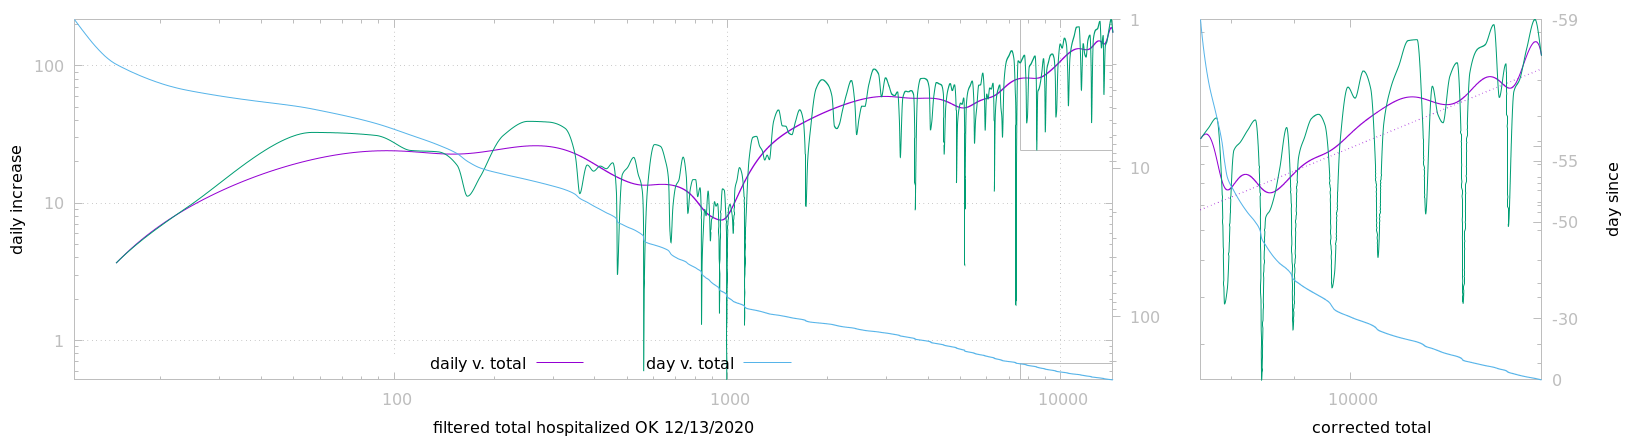 100
10
1
daily increase
1
10
100
100
1000
10000
daily v. total
day v. total
filtered total hospitalized OK 12/13/2020
-59
-55
-50
-30
0
day since
10000
corrected total